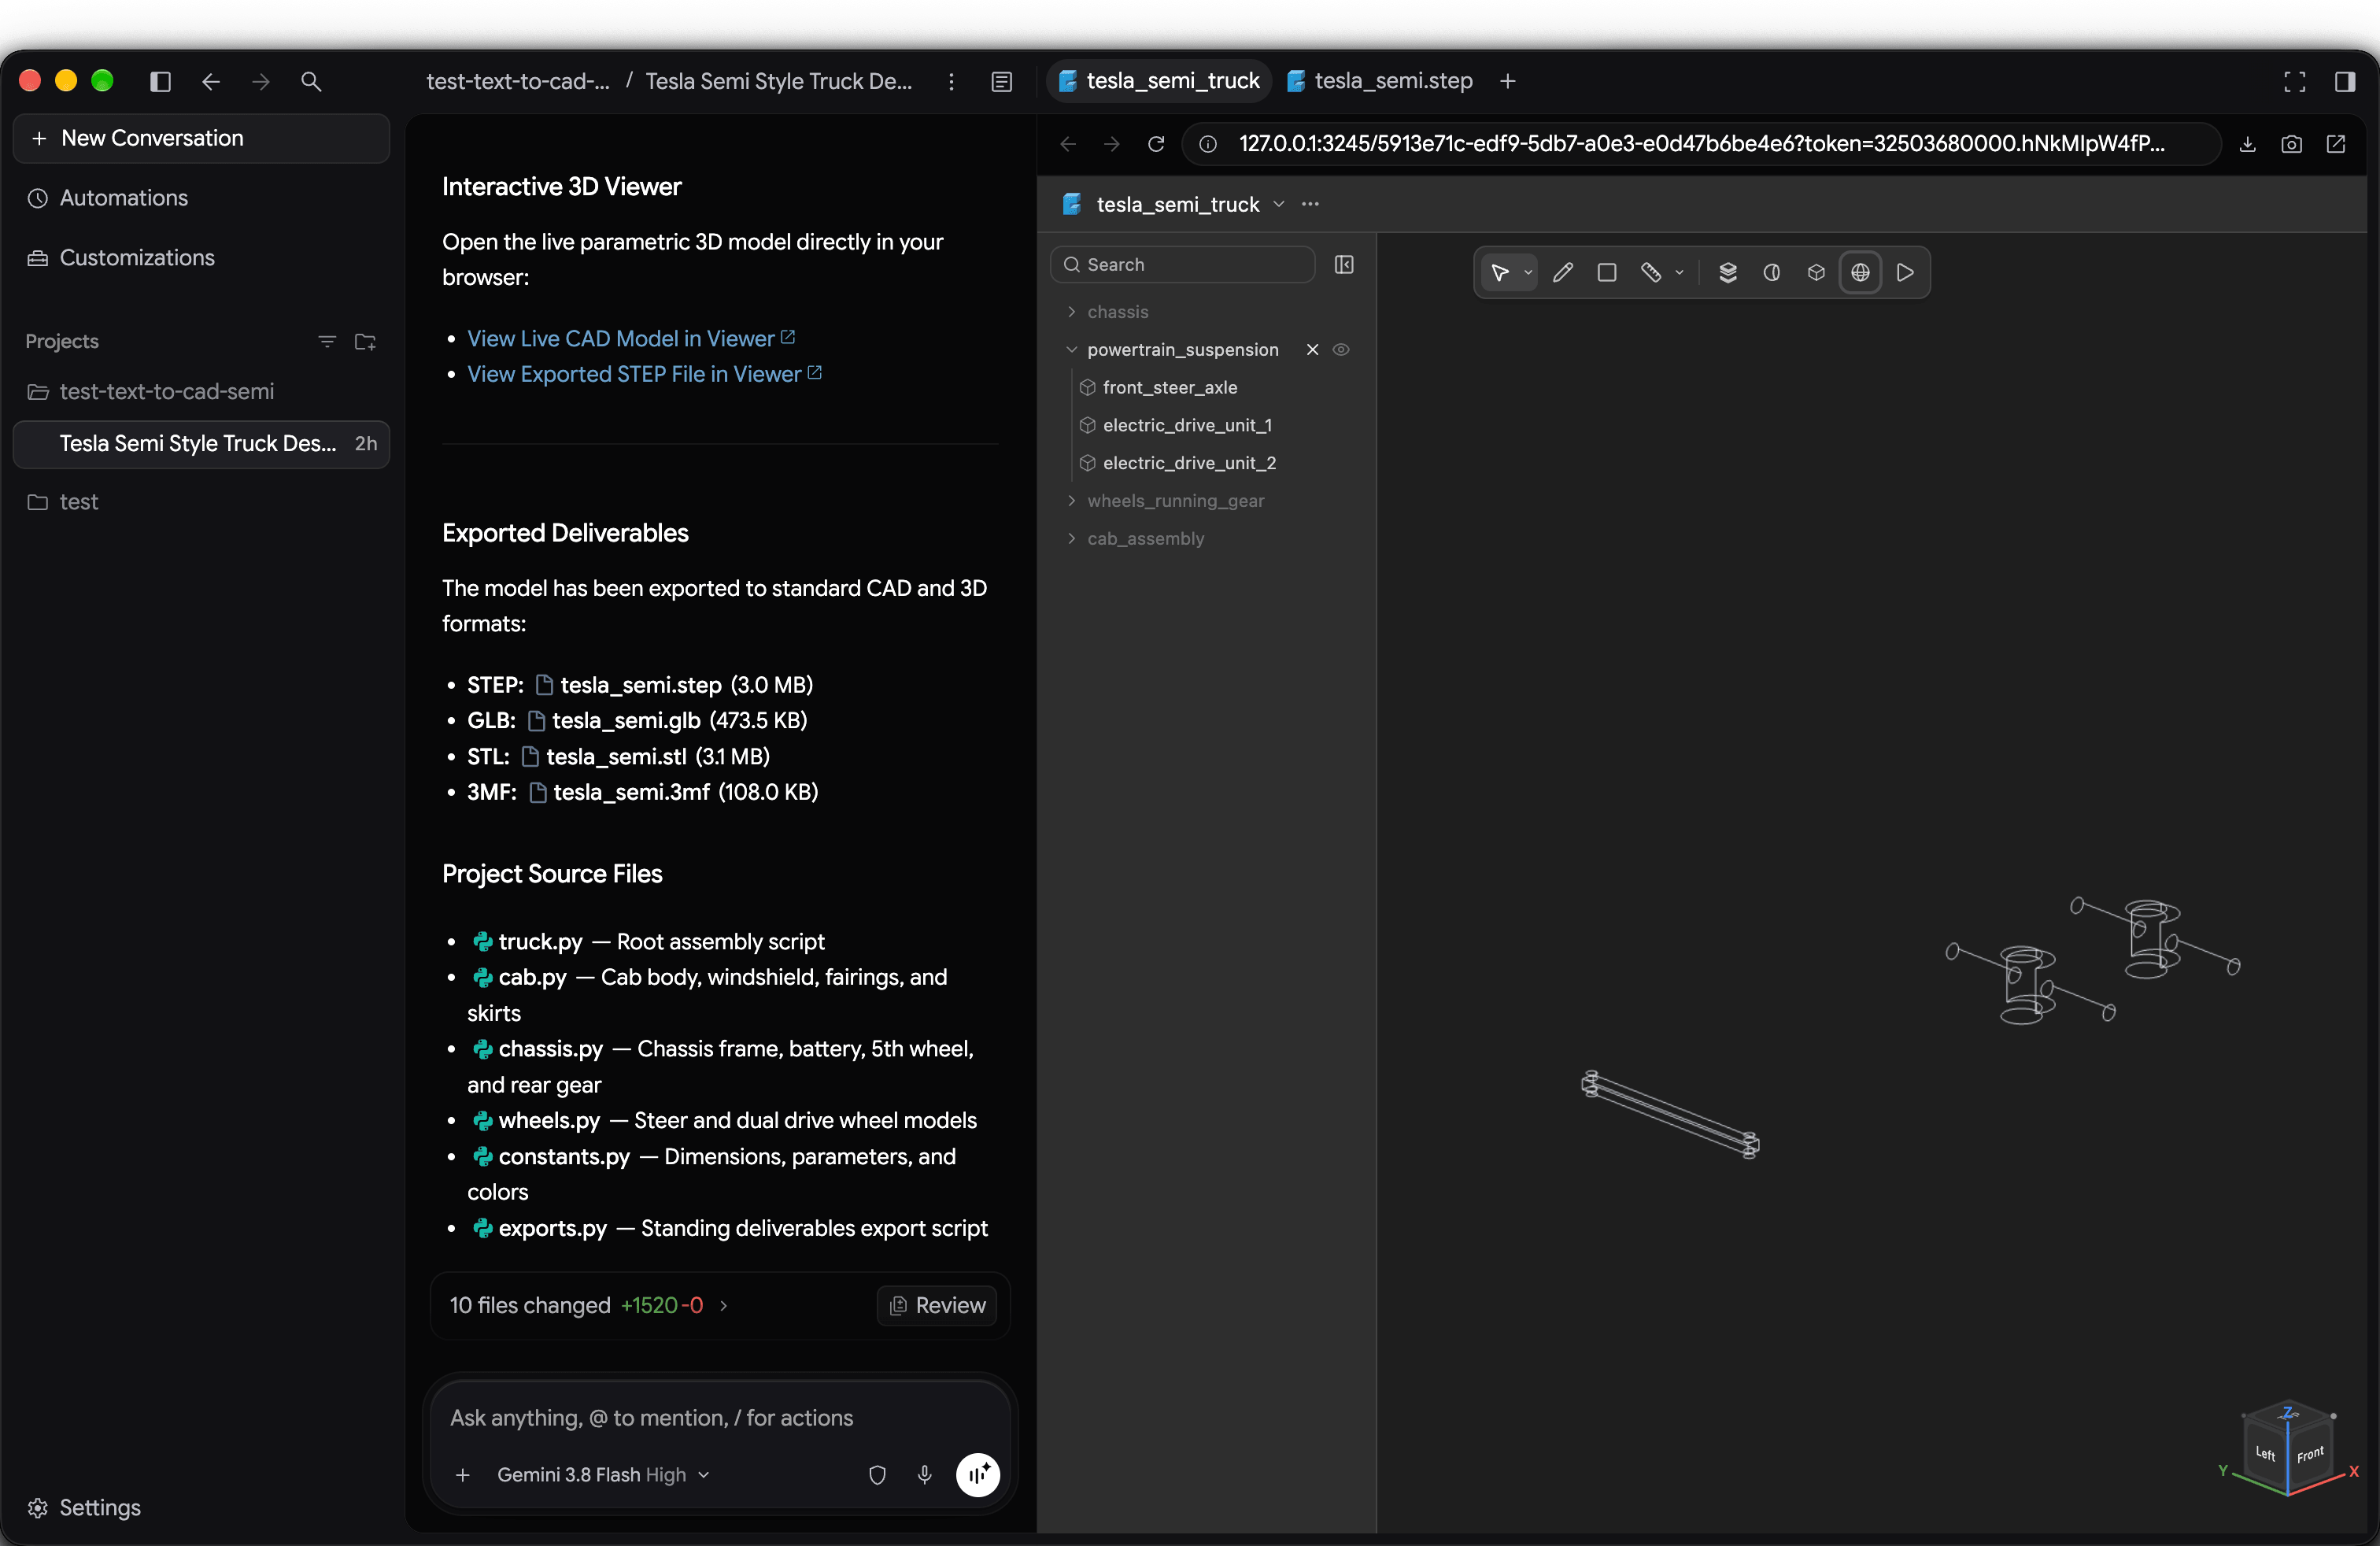 test-text-to-cad-... / Tesla Semi Style Truck De...
tesla_semi_truck
tesla_semi.step
New Conversation
Automations
Customizations
Projects
test-text-to-cad-semi
Tesla Semi Style Truck Des... 2h
test
Settings
Interactive 3D Viewer
Open the live parametric 3D model directly in your
browser:
• View Live CAD Model in Viewer
• View Exported STEP File in Viewer
Exported Deliverables
The model has been exported to standard CAD and 3D
formats:
• STEP: tesla_semi.step (3.0 MB)
• GLB: tesla_semi.glb (473.5 KB)
• STL: tesla_semi.stl (3.1 MB)
• 3MF: tesla_semi.3mf (108.0 KB)
Project Source Files
• truck.py — Root assembly script
• cab.py — Cab body, windshield, fairings, and
skirts
• chassis.py — Chassis frame, battery, 5th wheel,
and rear gear
• wheels.py — Steer and dual drive wheel models
• constants.py — Dimensions, parameters, and
colors
• exports.py — Standing deliverables export script
10 files changed +1520 -0
Review
Ask anything, @ to mention, / for actions
Gemini 3.8 Flash High
127.0.0.1:3245/5913e71c-edf9-5db7-a0e3-e0d47b6be4e6?token=32503680000.hNkMIpW4fP...
tesla_semi_truck
Search
chassis
powertrain_suspension
front_steer_axle
electric_drive_unit_1
electric_drive_unit_2
wheels_running_gear
cab_assembly
Z
Left
Front
Y
X